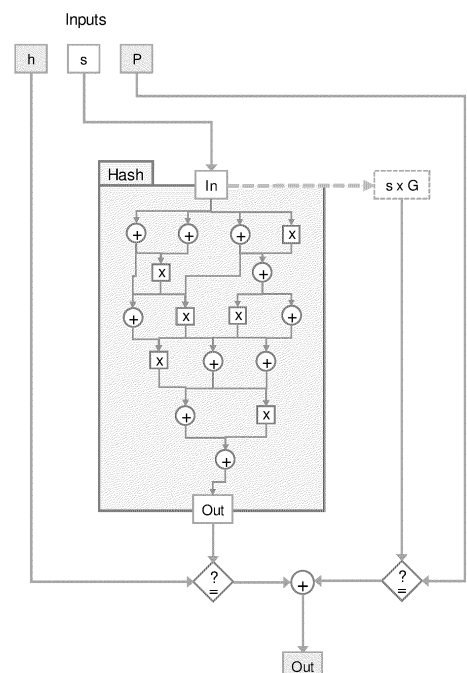 Inputs
h s P
Hash
In
s x G
+ + + x
x +
+ x x +
x + +
+ x
+
Out
? =
+
? =
Out